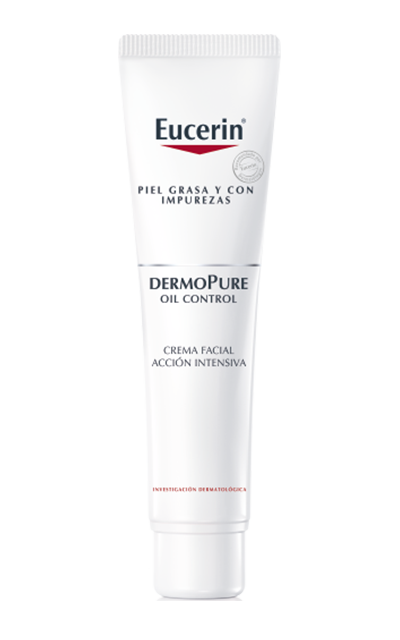 Eucerin®
PIEL GRASA Y CON
IMPUREZAS
DERMOPURE
OIL CONTROL
CREMA FACIAL
ACCIÓN INTENSIVA
INVESTIGACIÓN DERMATOLÓGICA